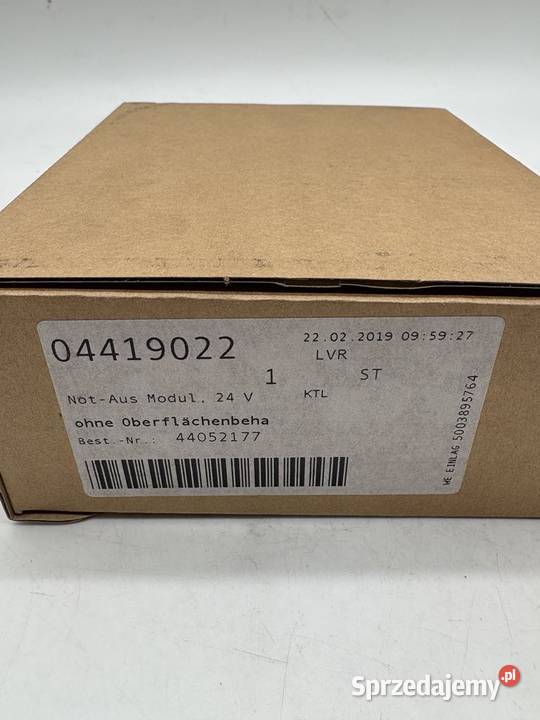 04419022
22.02.2019 09:59:27
LVR
1 ST
Not-Aus Modul, 24 V KTL
ohne Oberflächenbeha
Best.-Nr.: 44052177
WE EINLAG 5003895764
Sprzedajemy.pl